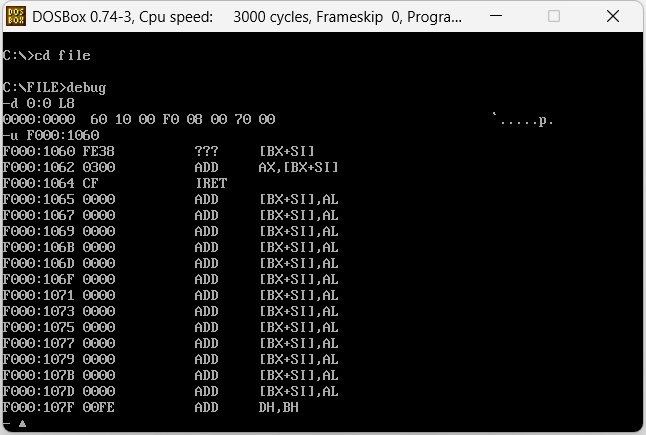 DOS
BOX
DOSBox 0.74-3, Cpu speed:     3000 cycles, Frameskip  0, Progra...
C:\>cd file
C:\FILE>debug
-d 0:0 L8
0000:0000  60 10 00 F0 08 00 70 00                           `.....p.
-u F000:1060
F000:1060 FE38          ???     [BX+SI]
F000:1062 0300          ADD     AX,[BX+SI]
F000:1064 CF            IRET
F000:1065 0000          ADD     [BX+SI],AL
F000:1067 0000          ADD     [BX+SI],AL
F000:1069 0000          ADD     [BX+SI],AL
F000:106B 0000          ADD     [BX+SI],AL
F000:106D 0000          ADD     [BX+SI],AL
F000:106F 0000          ADD     [BX+SI],AL
F000:1071 0000          ADD     [BX+SI],AL
F000:1073 0000          ADD     [BX+SI],AL
F000:1075 0000          ADD     [BX+SI],AL
F000:1077 0000          ADD     [BX+SI],AL
F000:1079 0000          ADD     [BX+SI],AL
F000:107B 0000          ADD     [BX+SI],AL
F000:107D 0000          ADD     [BX+SI],AL
F000:107F 00FE          ADD     DH,BH
-